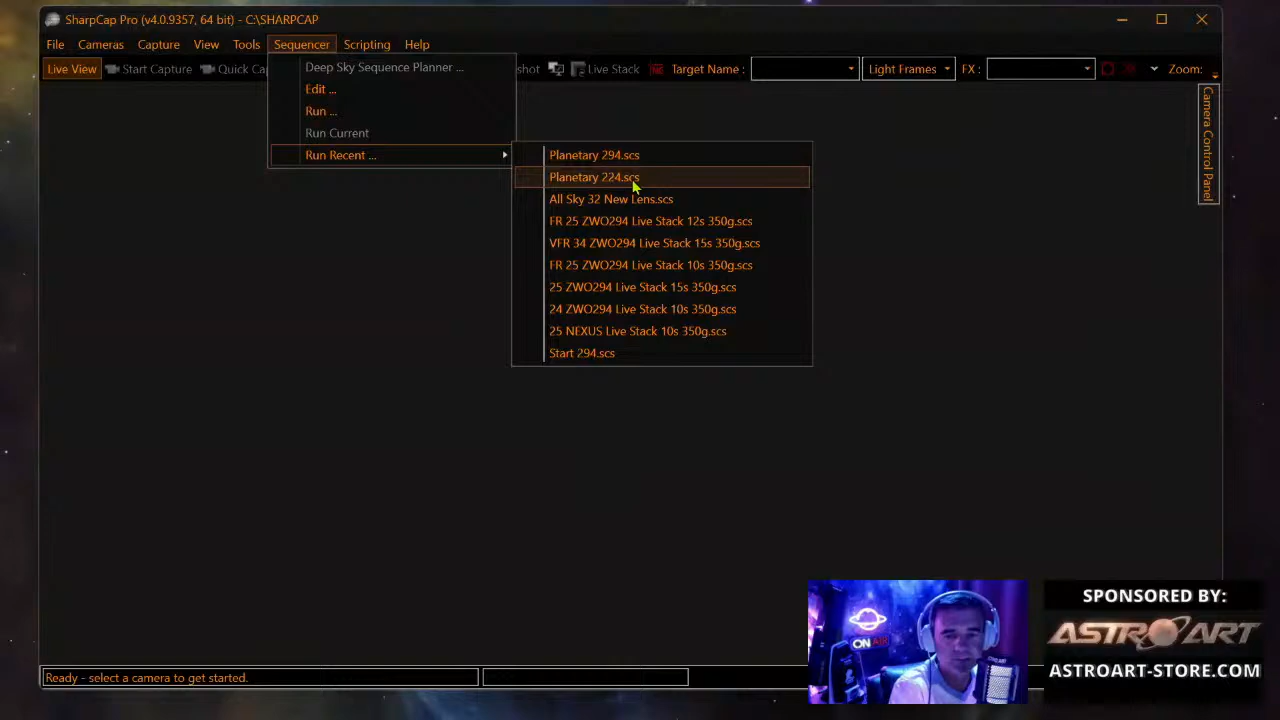 SharpCap Pro (v4.0.9357, 64 bit) - C:\SHARPCAP
File Cameras Capture View Tools Sequencer Scripting Help
Live View Start Capture Quick Cap shot Live Stack Target Name : Light Frames FX : Zoom:
Deep Sky Sequence Planner ...
Edit ...
Run ...
Run Current
Run Recent ...
Planetary 294.scs
Planetary 224.scs
All Sky 32 New Lens.scs
FR 25 ZWO294 Live Stack 12s 350g.scs
VFR 34 ZWO294 Live Stack 15s 350g.scs
FR 25 ZWO294 Live Stack 10s 350g.scs
25 ZWO294 Live Stack 15s 350g.scs
24 ZWO294 Live Stack 10s 350g.scs
25 NEXUS Live Stack 10s 350g.scs
Start 294.scs
Camera Control Panel
ON AIR
SPONSORED BY:
ASTROART
ASTROART-STORE.COM
Ready - select a camera to get started.